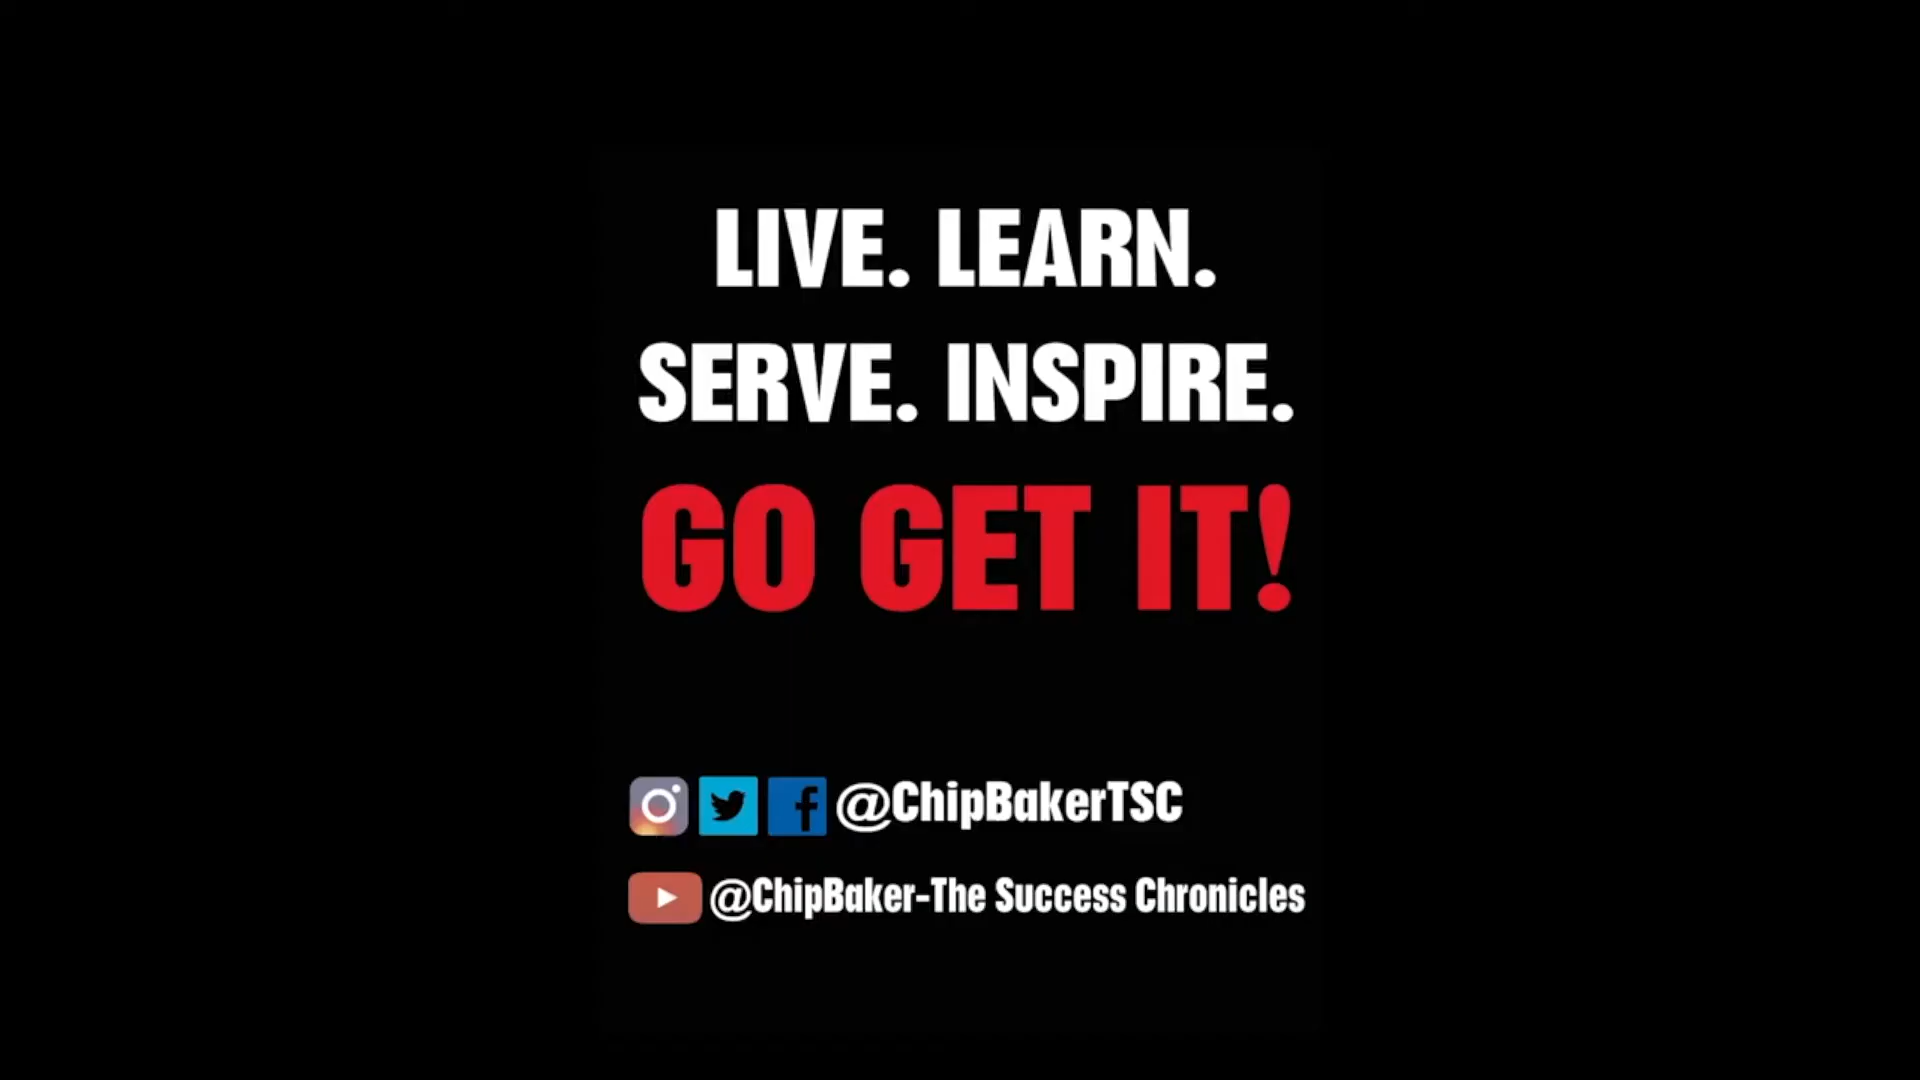 LIVE. LEARN.
SERVE. INSPIRE.
GO GET IT!
@ChipBakerTSC
@ChipBaker-The Success Chronicles